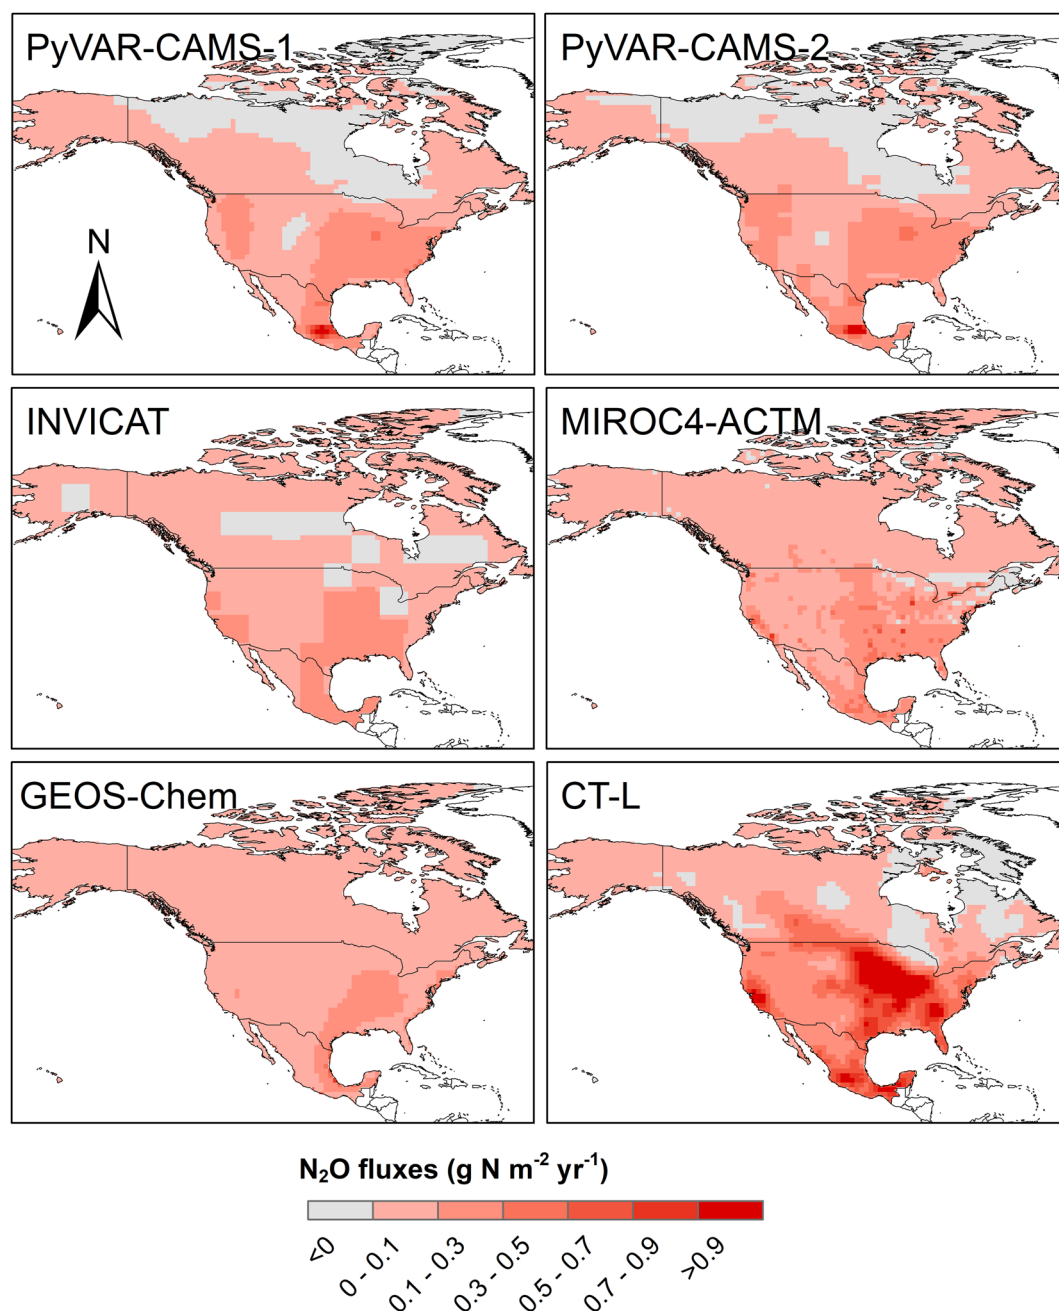 PyVAR-CAMS-1
PyVAR-CAMS-2
N
INVICAT
MIROC4-ACTM
GEOS-Chem
CT-L
N₂O fluxes (g N m⁻² yr⁻¹)
<0
0 - 0.1
0.1 - 0.3
0.3 - 0.5
0.5 - 0.7
0.7 - 0.9
>0.9